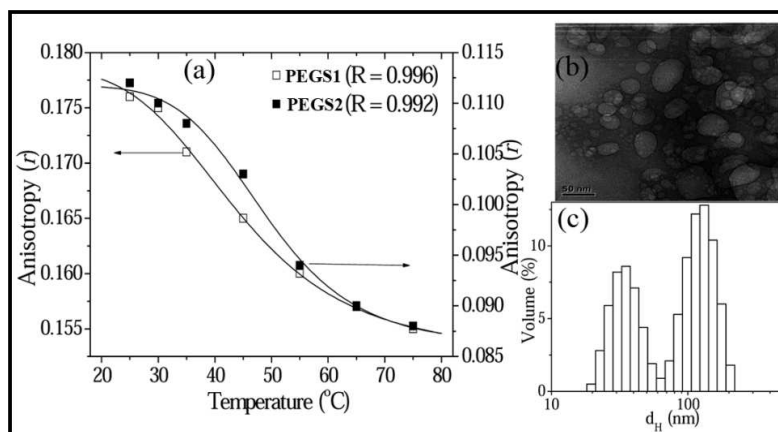 (a)
PEGS1 (R = 0.996)
PEGS2 (R = 0.992)
Anisotropy (r)
0.180
0.175
0.170
0.165
0.160
0.155
20 30 40 50 60 70 80
Temperature (°C)
0.115
0.110
0.105
0.100
0.095
0.090
0.085
Anisotropy (r)
(b)
50 nm
(c)
Volume (%)
10
5
0
10 100
d_H (nm)